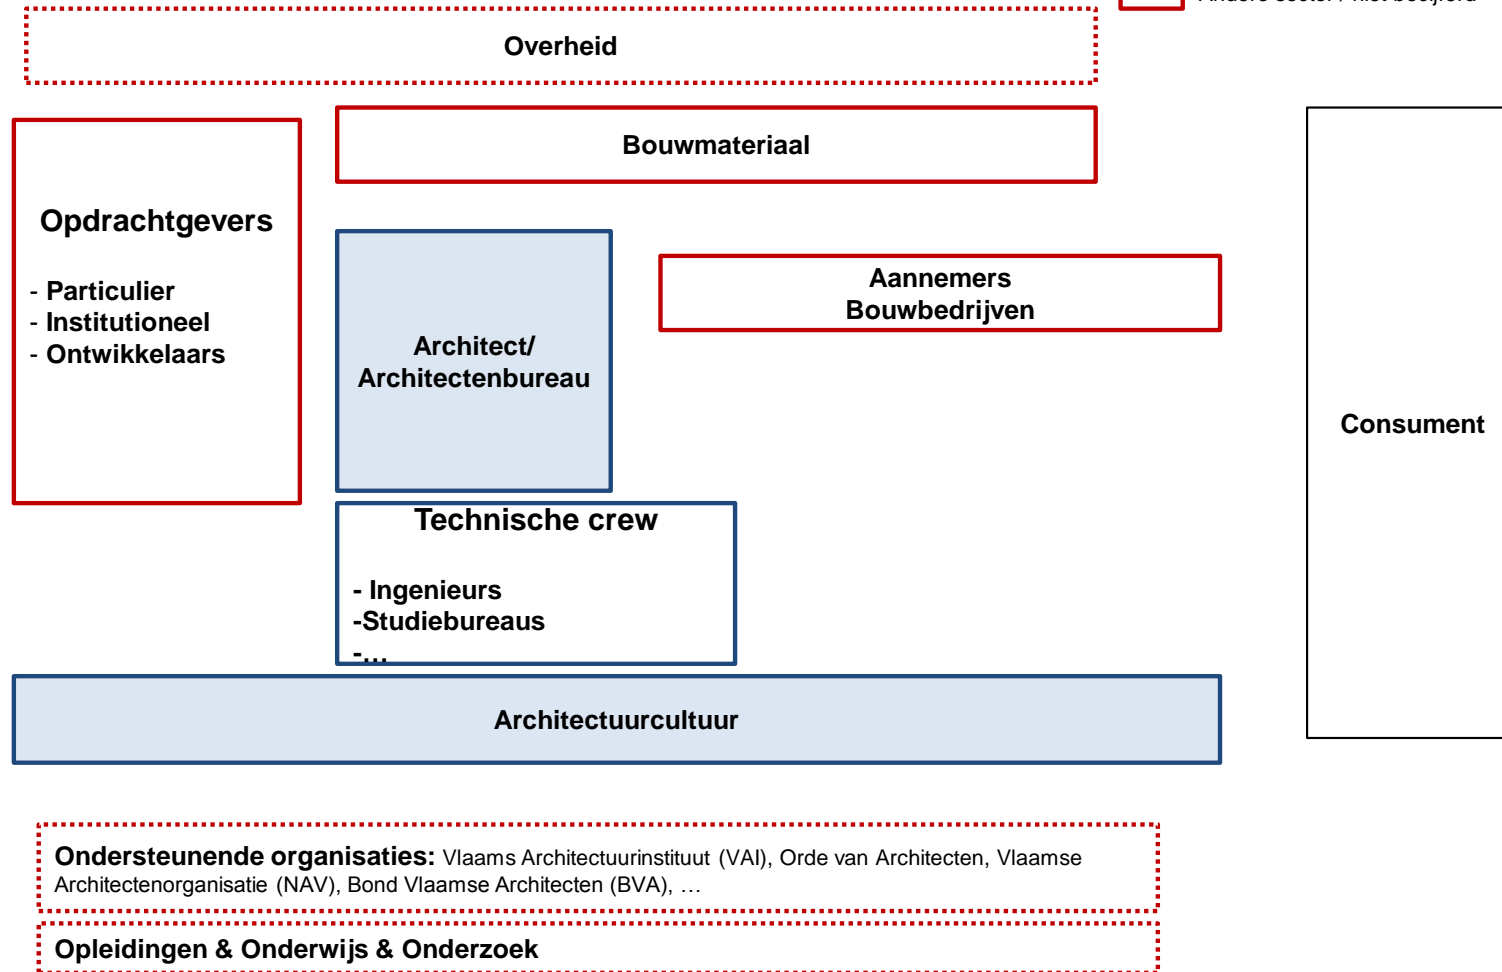 Overheid
Bouwmateriaal
Opdrachtgevers
- Particulier
- Institutioneel
- Ontwikkelaars
Aannemers
Bouwbedrijven
Architect/
Architectenbureau
Consument
Technische crew
- Ingenieurs
-Studiebureaus
-...
Architectuurcultuur
Ondersteunende organisaties: Vlaams Architectuurinstituut (VAI), Orde van Architecten, Vlaamse
Architectenorganisatie (NAV), Bond Vlaamse Architecten (BVA), …
Opleidingen & Onderwijs & Onderzoek